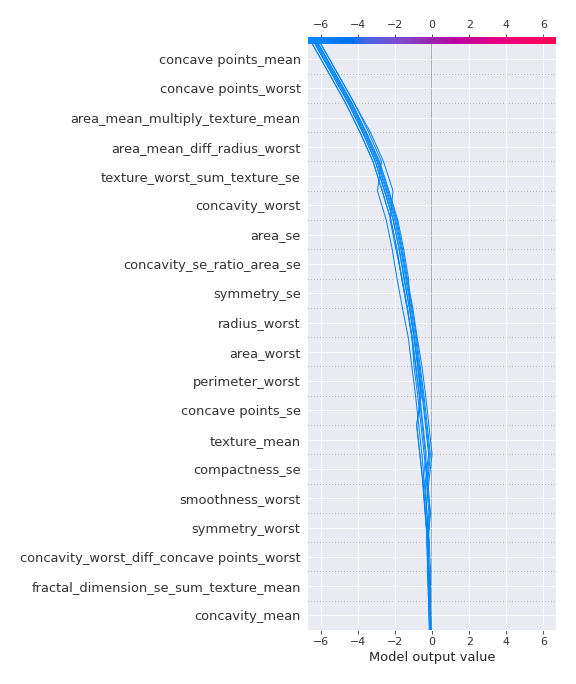 −6 −4 −2 0 2 4 6
concave points_mean
concave points_worst
area_mean_multiply_texture_mean
area_mean_diff_radius_worst
texture_worst_sum_texture_se
concavity_worst
area_se
concavity_se_ratio_area_se
symmetry_se
radius_worst
area_worst
perimeter_worst
concave points_se
texture_mean
compactness_se
smoothness_worst
symmetry_worst
concavity_worst_diff_concave points_worst
fractal_dimension_se_sum_texture_mean
concavity_mean
−6 −4 −2 0 2 4 6
Model output value